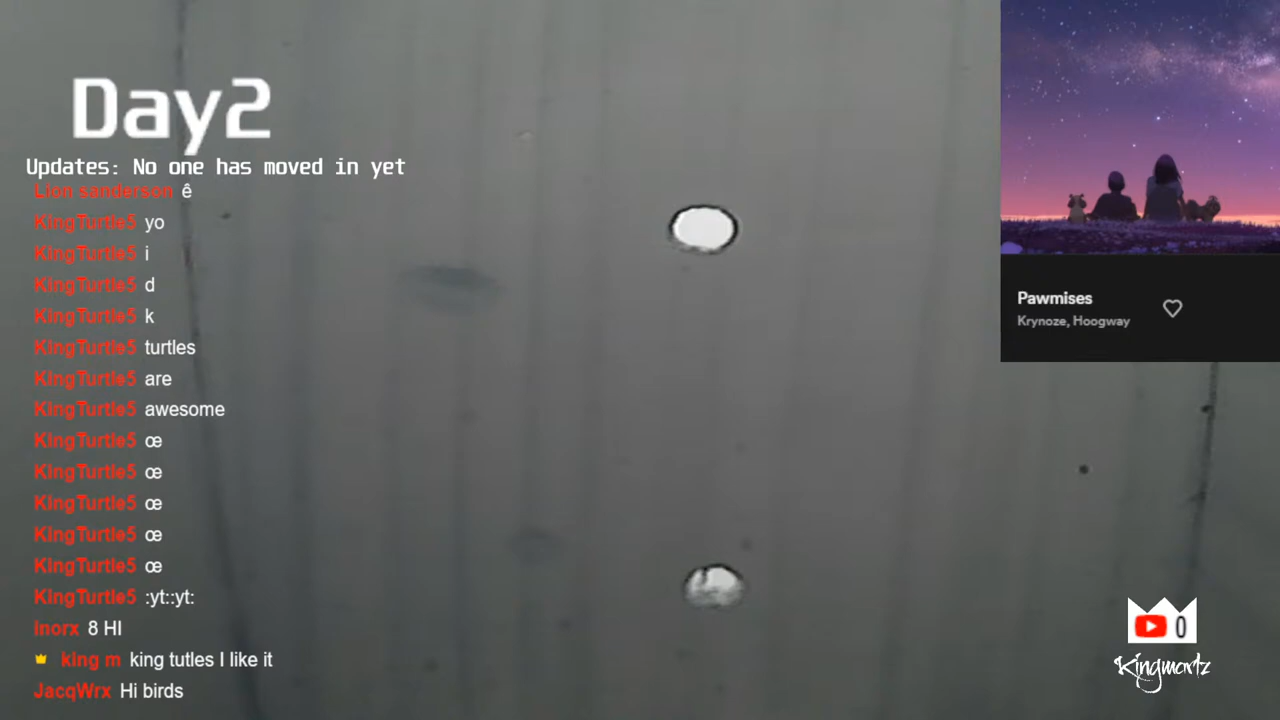 Day2
Updates: No one has moved in yet
Lion sanderson ê
KingTurtle5 yo
KingTurtle5 i
KingTurtle5 d
KingTurtle5 k
KingTurtle5 turtles
KingTurtle5 are
KingTurtle5 awesome
KingTurtle5 œ
KingTurtle5 œ
KingTurtle5 œ
KingTurtle5 œ
KingTurtle5 œ
KingTurtle5 :yt::yt:
Inorx 8 HI
king m king tutles I like it
JacqWrx Hi birds
Pawmises
Krynoze, Hoogway
0
Kingmartz